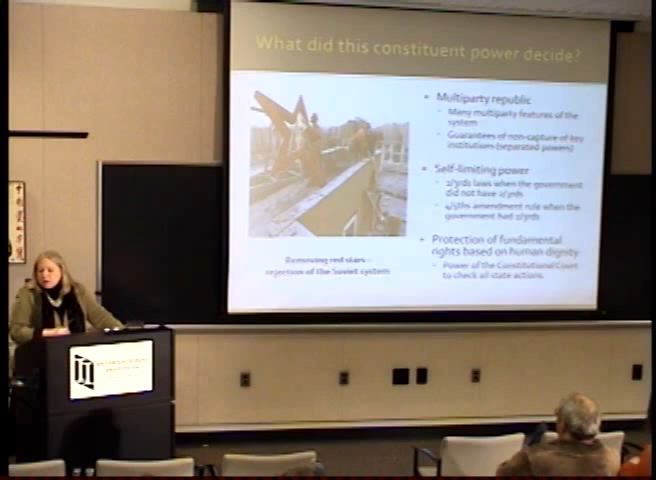 What did this constituent power decide?
Multiparty republic
Many multiparty features of the
system
Guarantees of non-capture of key
institutions (separated powers)
Self-limiting power
2/3rds laws when the government
did not have 2/3rds
4/5ths amendment rule when the
government had 2/3rds
Protection of fundamental
rights based on human dignity
Power of the Constitutional Court
to check all state actions.
Removing red stars –
rejection of the Soviet system